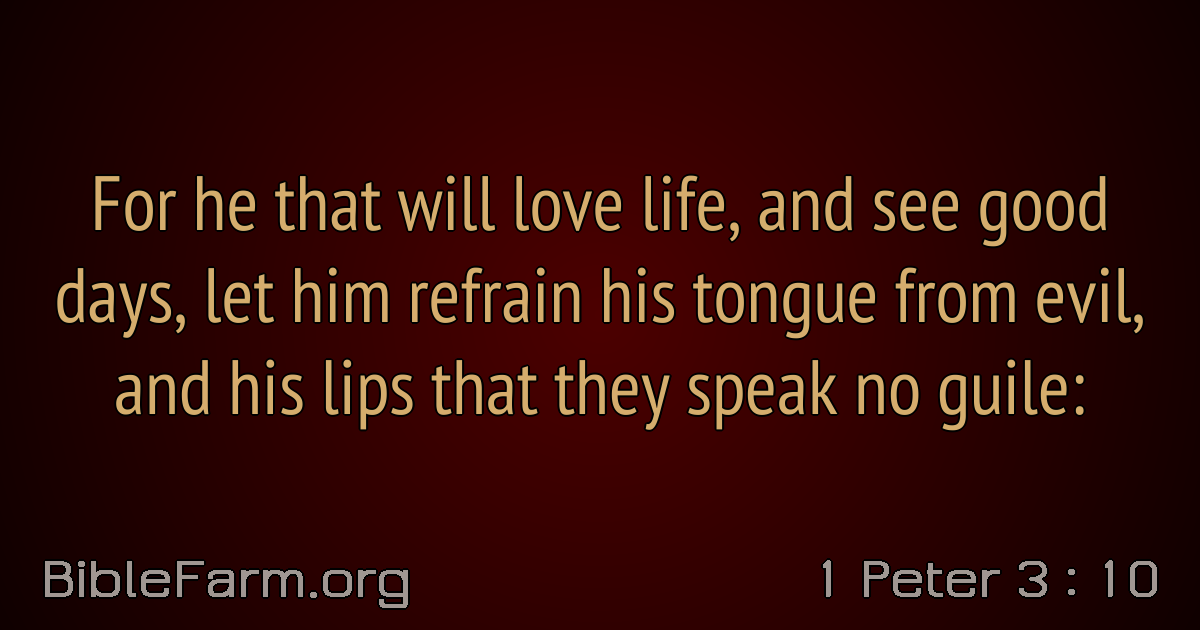 For he that will love life, and see good
days, let him refrain his tongue from evil,
and his lips that they speak no guile:
BibleFarm.org
1 Peter 3 : 10